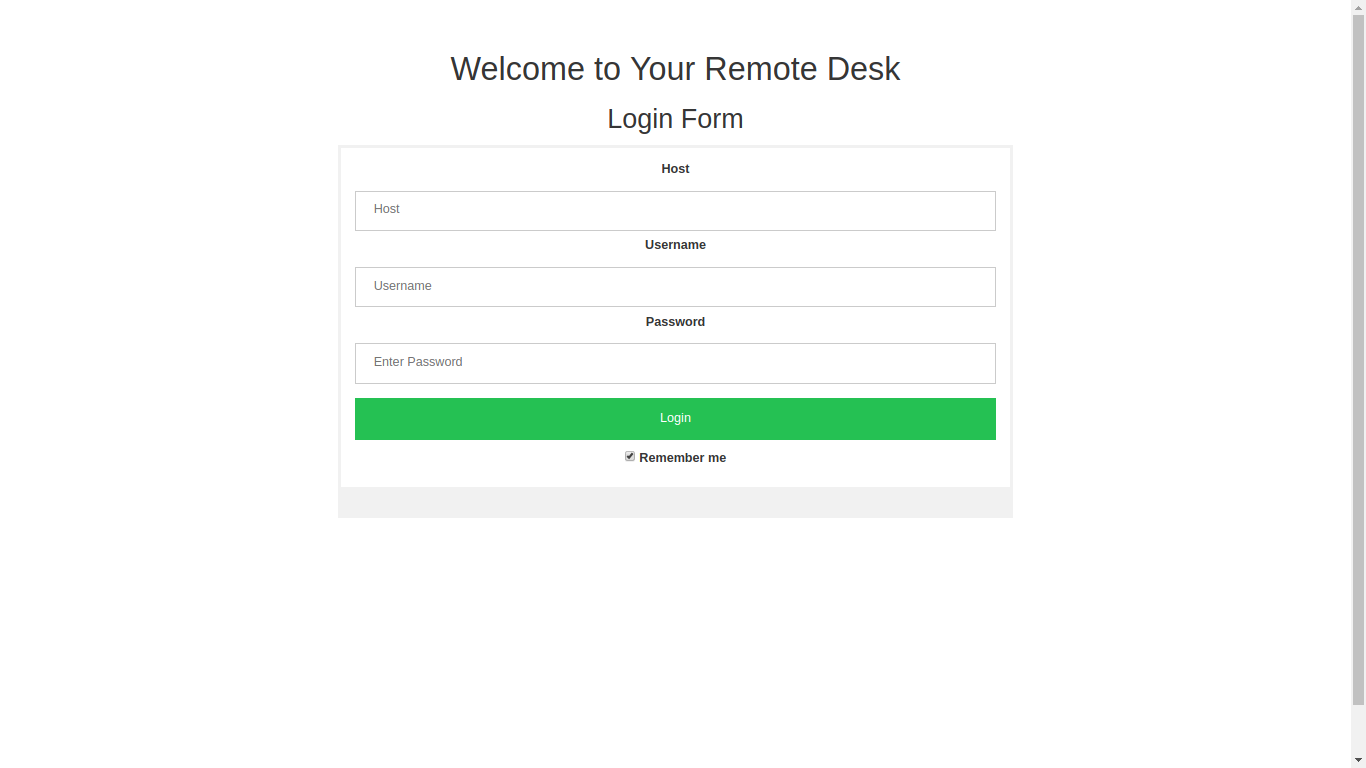 Welcome to Your Remote Desk
Login Form
Host
Host
Username
Username
Password
Enter Password
Login
Remember me